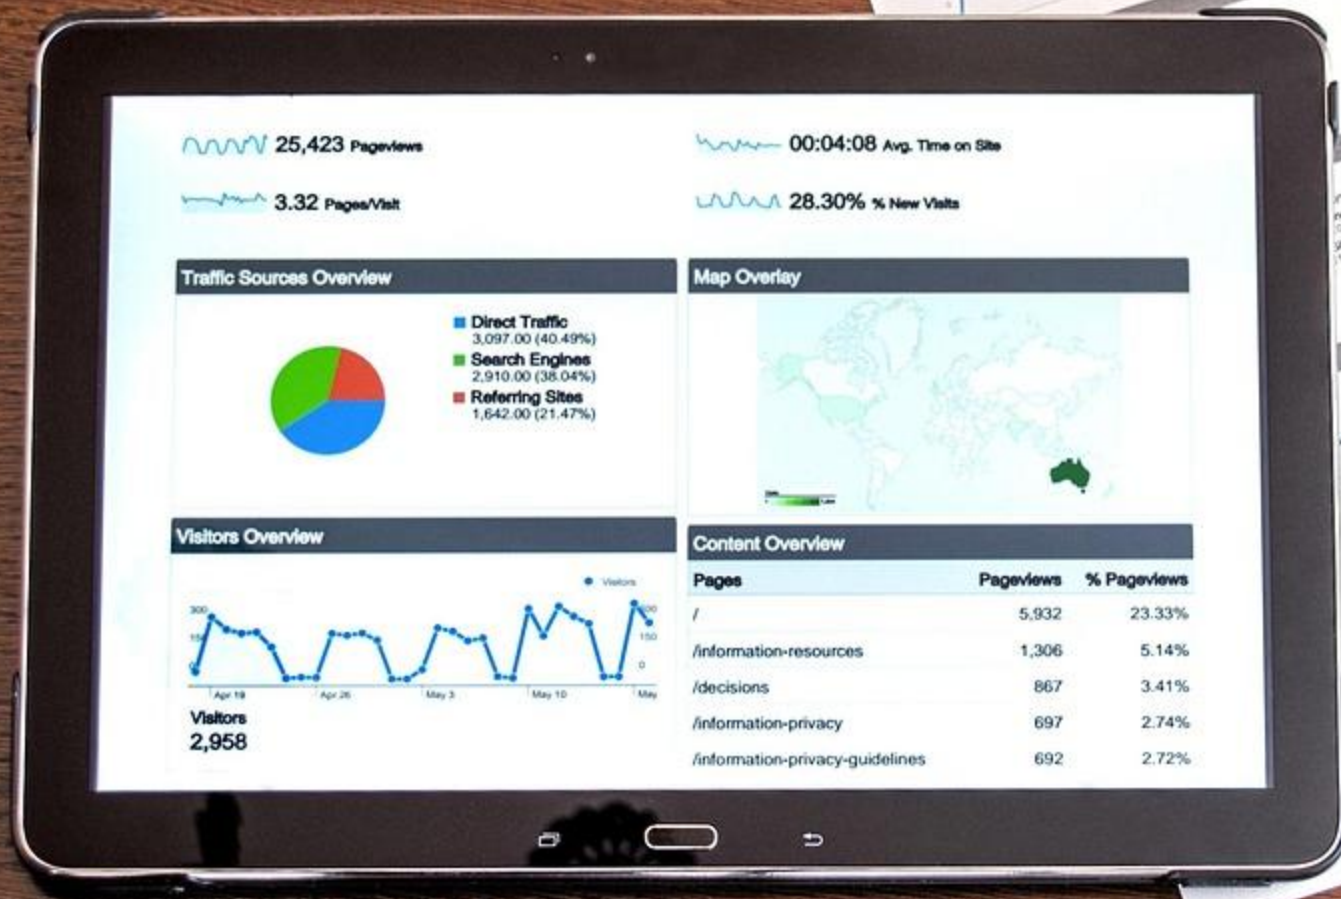 25,423 Pageviews
00:04:08 Avg. Time on Site
3.32 Pages/Visit
28.30% % New Visits
Traffic Sources Overview
Direct Traffic
3,097.00 (40.49%)
Search Engines
2,910.00 (38.04%)
Referring Sites
1,642.00 (21.47%)
Map Overlay
Visitors Overview
Visitors
300
150
0
300
150
0
Apr 19 Apr 26 May 3 May 10 May
Visitors
2,958
Content Overview
Pages Pageviews % Pageviews
/ 5,932 23.33%
/information-resources 1,306 5.14%
/decisions 867 3.41%
/information-privacy 697 2.74%
/information-privacy-guidelines 692 2.72%